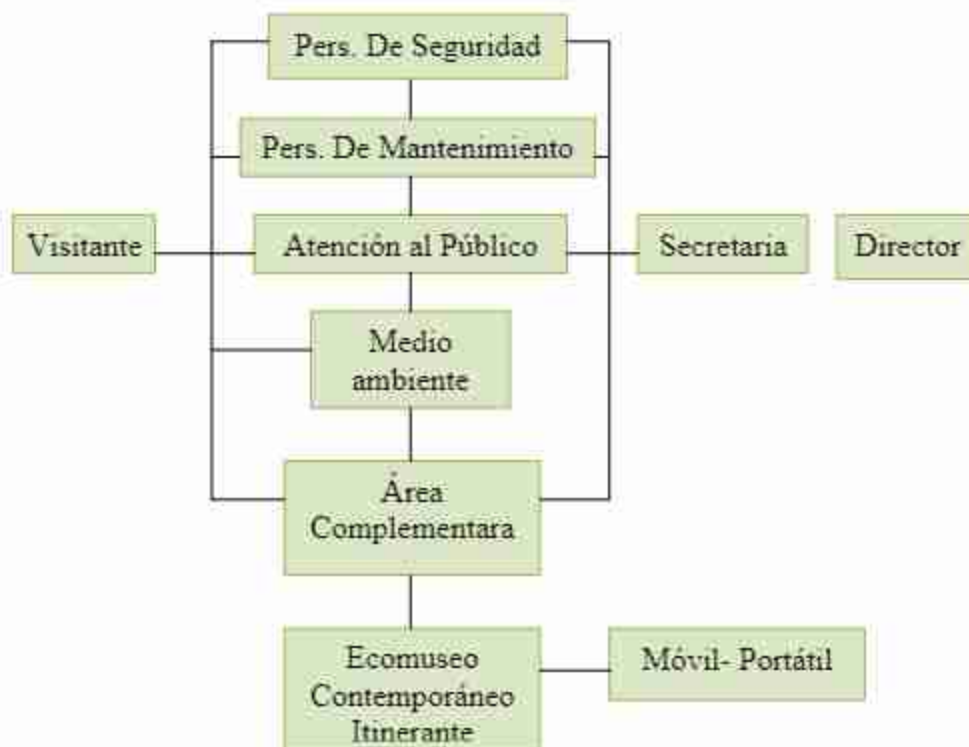 Pers. De Seguridad
Pers. De Mantenimiento
Visitante
Atención al Público
Secretaria
Director
Medio
ambiente
Área
Complementara
Ecomuseo
Contemporáneo
Itinerante
Móvil- Portátil